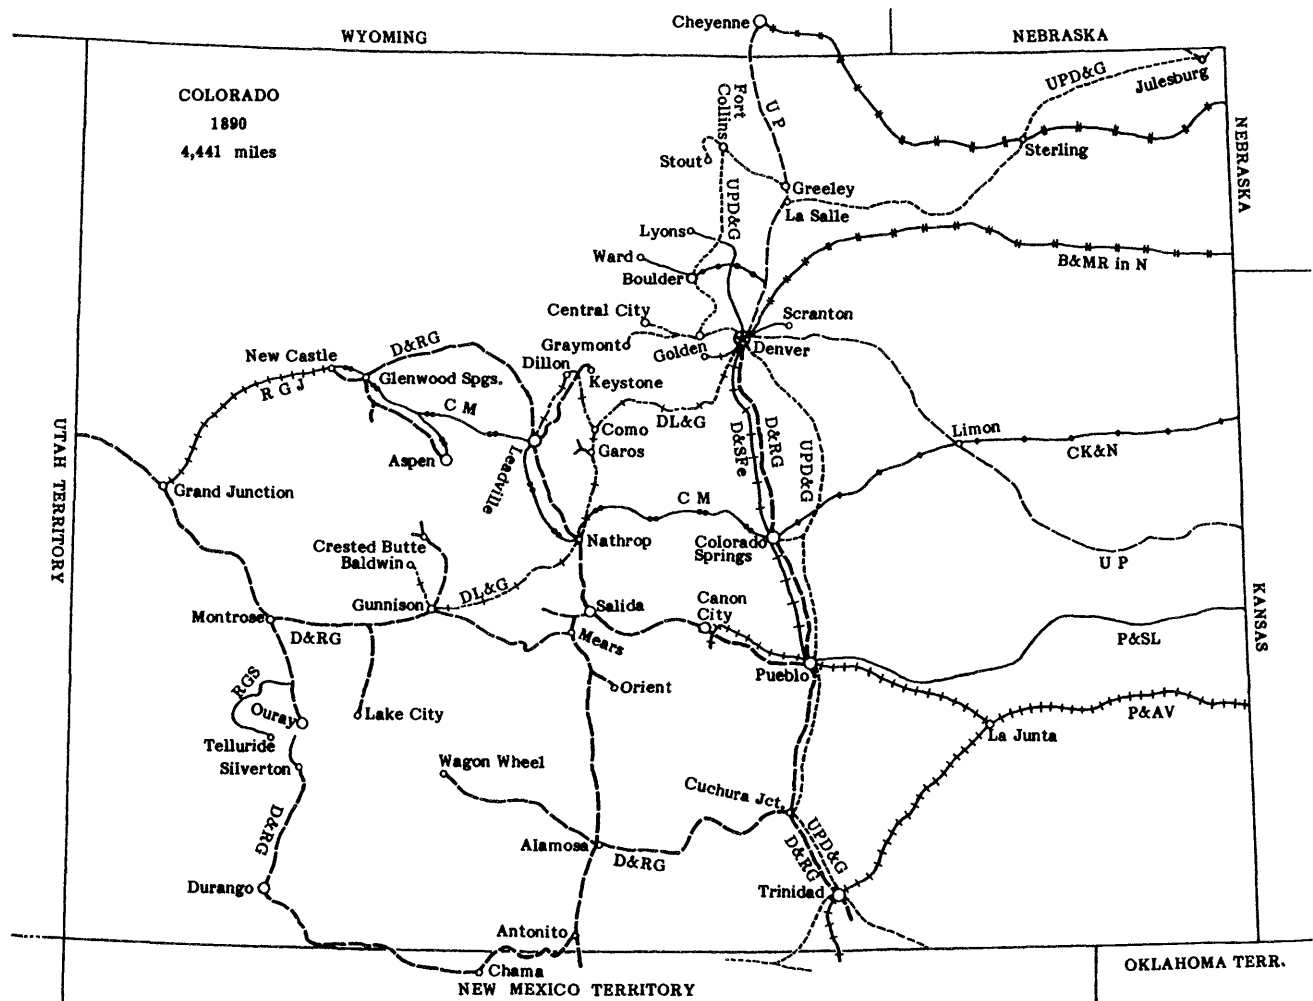 Cheyenne
WYOMING
NEBRASKA
COLORADO
1890
4,441 miles
UPD&G
Julesburg
Fort
Collins
U P
NEBRASKA
Stout
Sterling
Greeley
UPD&G
La Salle
Lyons
Ward
Boulder
B&MR in N
Central City
Scranton
D&RG
Graymont
Golden
Denver
New Castle
Dillon
Keystone
Glenwood Spgs.
R G J
C M
DL&G
UTAH TERRITORY
Como
D&SFe
D&RG
UPD&G
Limon
Garos
CK&N
Aspen
Leadville
Grand Junction
C M
Crested Butte
Nathrop
Colorado
Springs
Baldwin
U P
DL&G
Gunnison
Salida
Canon
City
KANSAS
Montrose
D&RG
Mears
P&SL
Pueblo
RGS
Orient
Ouray
Lake City
P&AV
Telluride
La Junta
Silverton
Wagon Wheel
Cuchura Jct.
D&RG
UPD&G
D&RG
Alamosa
D&RG
Durango
Trinidad
Antonito
Chama
OKLAHOMA TERR.
NEW MEXICO TERRITORY